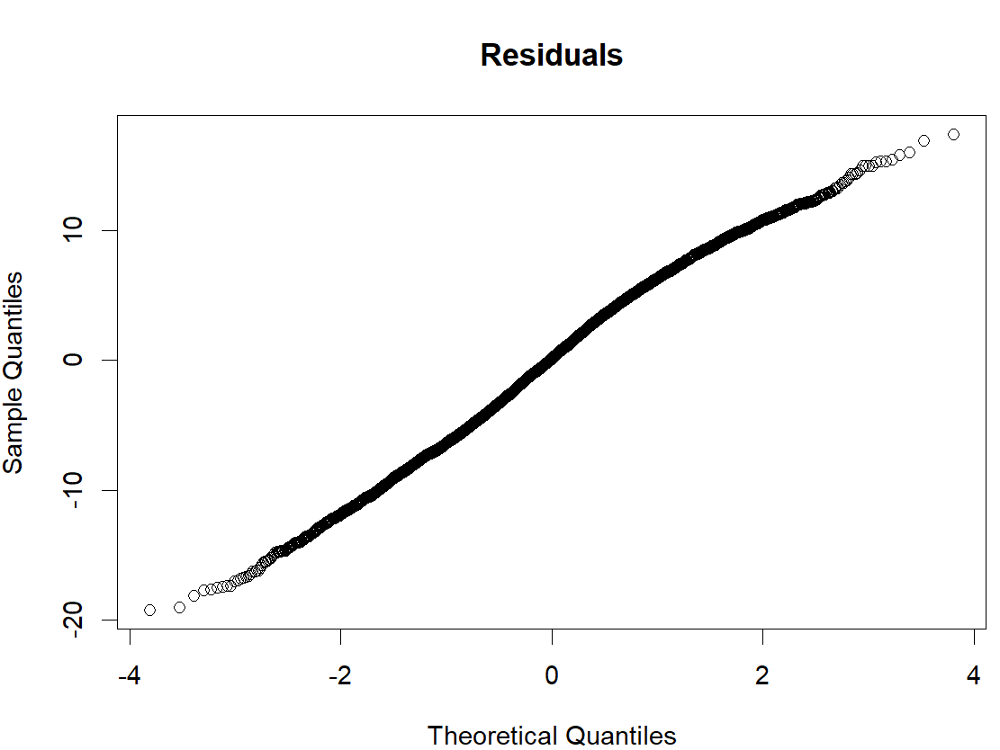 Residuals
Sample Quantiles
10
0
-10
-20
-4 -2 0 2 4
Theoretical Quantiles